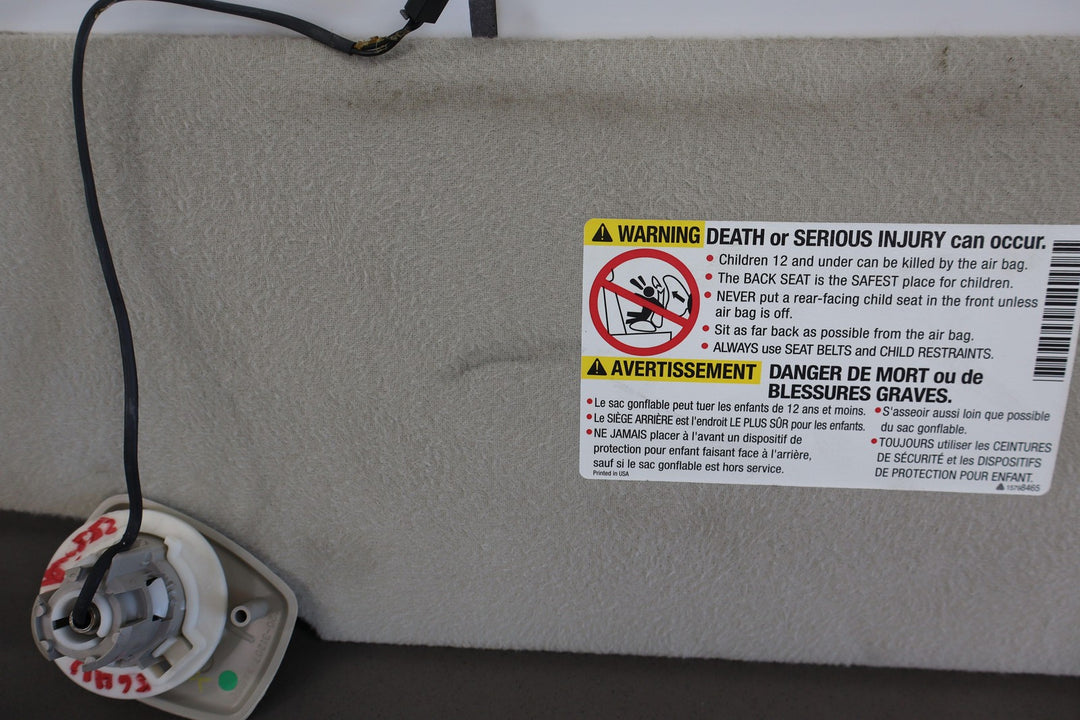 WARNING DEATH or SERIOUS INJURY can occur.
• Children 12 and under can be killed by the air bag.
• The BACK SEAT is the SAFEST place for children.
• NEVER put a rear-facing child seat in the front unless
air bag is off.
• Sit as far back as possible from the air bag.
• ALWAYS use SEAT BELTS and CHILD RESTRAINTS.
AVERTISSEMENT DANGER DE MORT ou de
BLESSURES GRAVES.
• Le sac gonflable peut tuer les enfants de 12 ans et moins.
• Le SIÈGE ARRIÈRE est l'endroit LE PLUS SÛR pour les enfants.
• NE JAMAIS placer à l'avant un dispositif de
protection pour enfant faisant face à l'arrière,
sauf si le sac gonflable est hors service.
Printed in USA
• S'asseoir aussi loin que possible
du sac gonflable.
• TOUJOURS utiliser les CEINTURES
DE SÉCURITÉ et les DISPOSITIFS
DE PROTECTION POUR ENFANT.
15798465